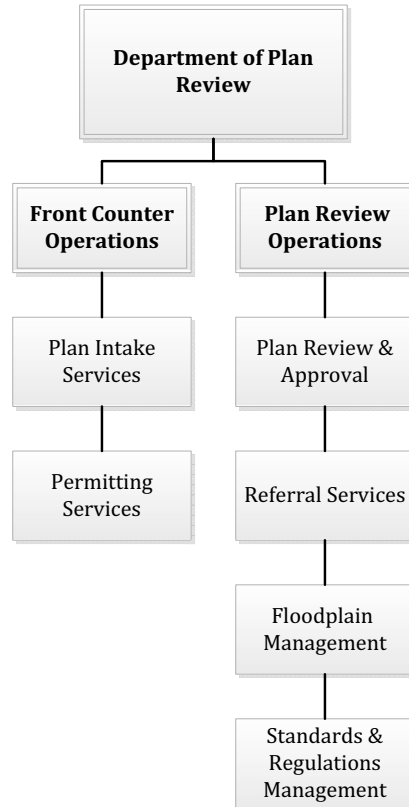 Department of Plan
Review
Front Counter
Operations
Plan Review
Operations
Plan Intake
Services
Plan Review &
Approval
Permitting
Services
Referral Services
Floodplain
Management
Standards &
Regulations
Management